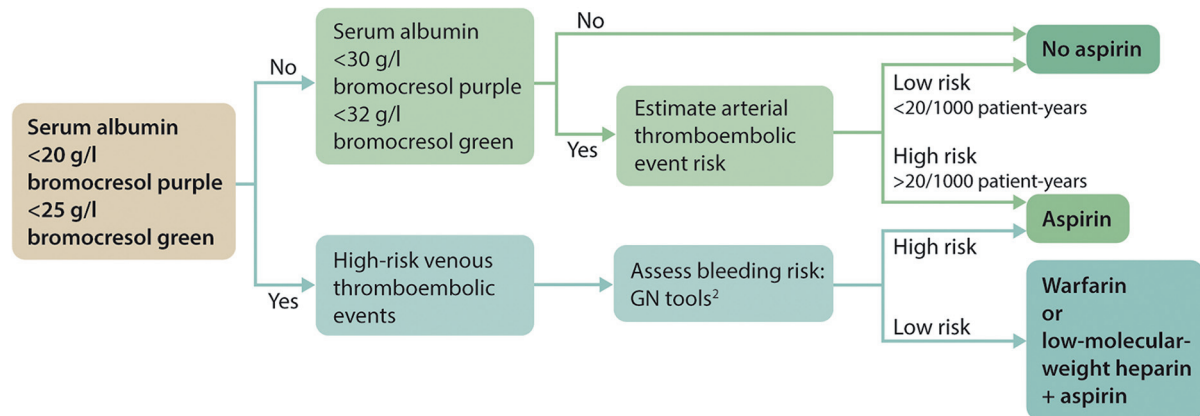 Serum albumin
<20 g/l
bromocresol purple
<25 g/l
bromocresol green
No
Yes
Serum albumin
<30 g/l
bromocresol purple
<32 g/l
bromocresol green
No
Yes
Estimate arterial
thromboembolic
event risk
Low risk
<20/1000 patient-years
High risk
>20/1000 patient-years
No aspirin
Aspirin
High-risk venous
thromboembolic
events
Assess bleeding risk:
GN tools²
High risk
Low risk
Warfarin
or
low-molecular-
weight heparin
+ aspirin